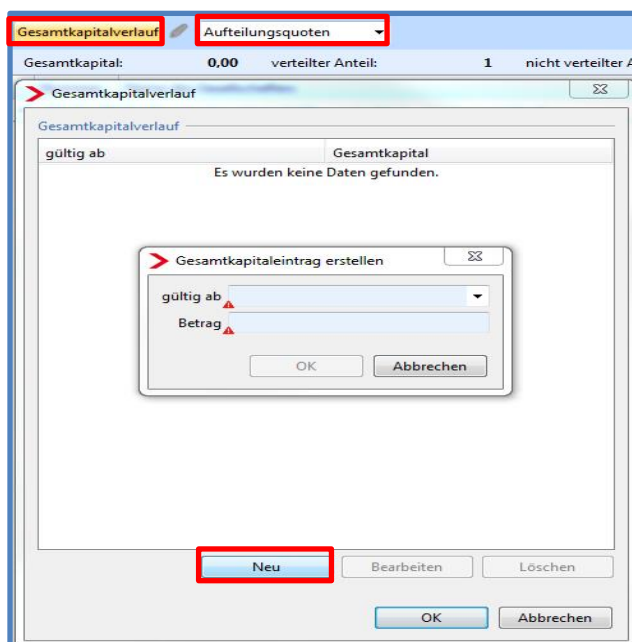 Gesamtkapitalverlauf Aufteilungsquoten
Gesamtkapital: 0,00 verteilter Anteil: 1 nicht verteilter
Gesamtkapitalverlauf
Gesamtkapitalverlauf
gültig ab Gesamtkapital
Es wurden keine Daten gefunden.
Gesamtkapitaleintrag erstellen
gültig ab
Betrag
OK Abbrechen
Neu Bearbeiten Löschen
OK Abbrechen